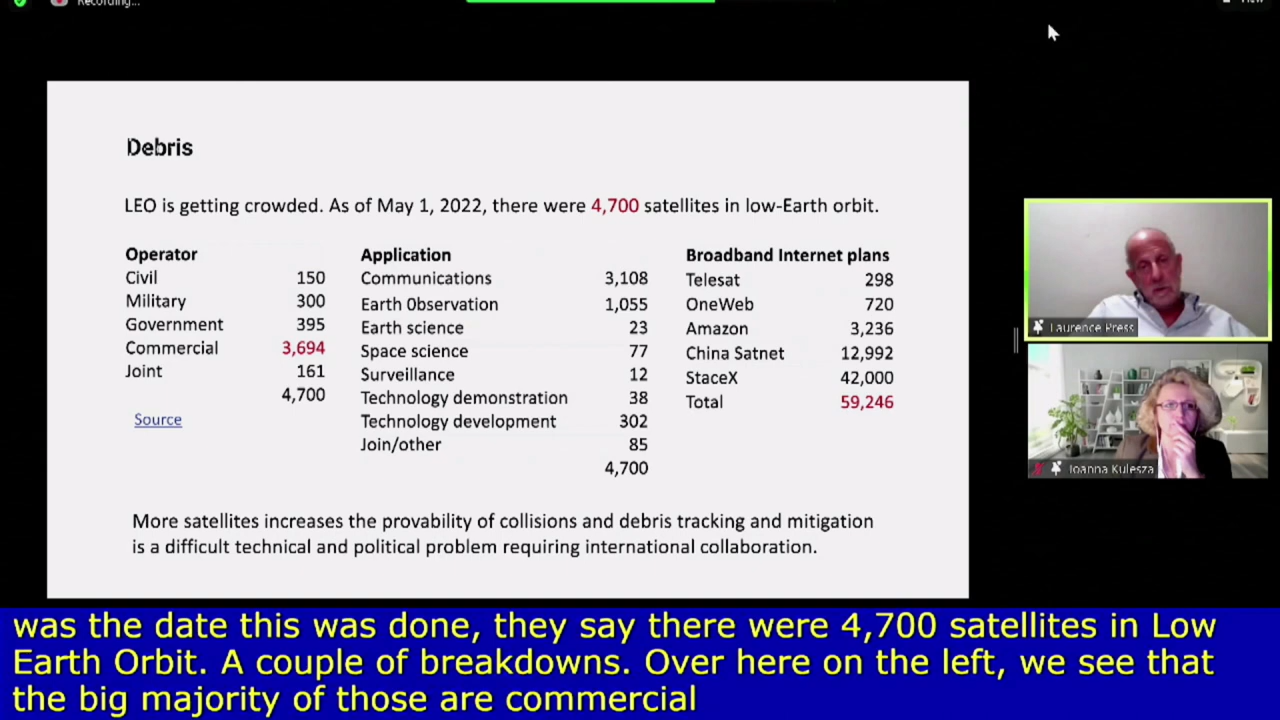 Recording...
View
Debris
LEO is getting crowded. As of May 1, 2022, there were 4,700 satellites in low-Earth orbit.
Operator
Civil 150
Military 300
Government 395
Commercial 3,694
Joint 161
4,700
Source
Application
Communications 3,108
Earth Observation 1,055
Earth science 23
Space science 77
Surveillance 12
Technology demonstration 38
Technology development 302
Join/other 85
4,700
Broadband Internet plans
Telesat 298
OneWeb 720
Amazon 3,236
China Satnet 12,992
StaceX 42,000
Total 59,246
More satellites increases the provability of collisions and debris tracking and mitigation
is a difficult technical and political problem requiring international collaboration.
Laurence Press
Joanna Kulesza
was the date this was done, they say there were 4,700 satellites in Low
Earth Orbit. A couple of breakdowns. Over here on the left, we see that
the big majority of those are commercial